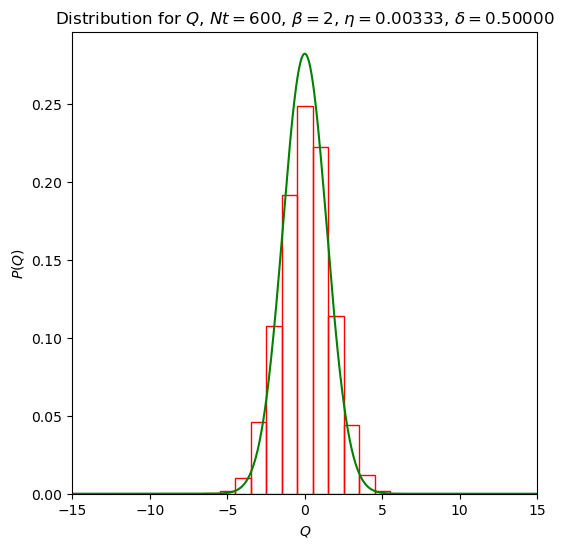 Distribution for Q, Nt = 600, β = 2, η = 0.00333, δ = 0.50000
P(Q)
0.25
0.20
0.15
0.10
0.05
0.00
−15 −10 −5 0 5 10 15
Q